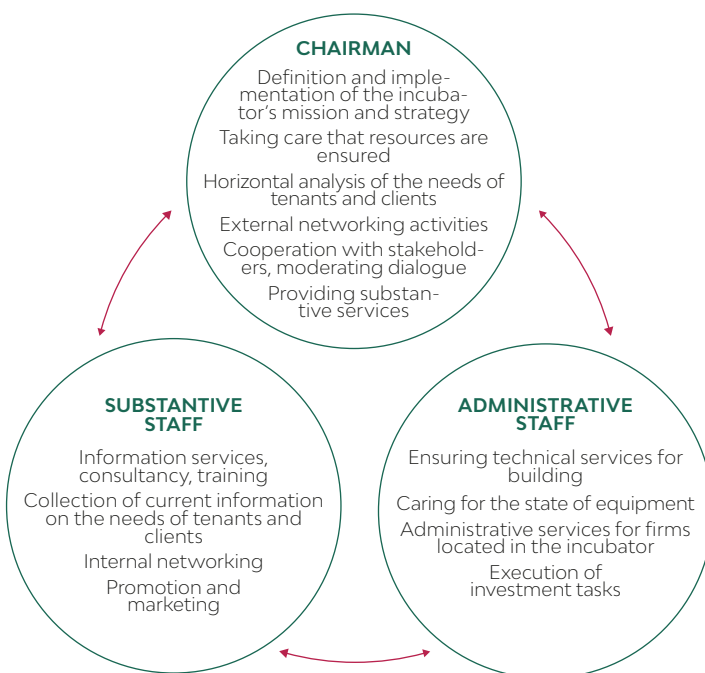 CHAIRMAN
Definition and imple-
mentation of the incuba-
tor's mission and strategy
Taking care that resources are
ensured
Horizontal analysis of the needs of
tenants and clients
External networking activities
Cooperation with stakehold-
ers, moderating dialogue
Providing substan-
tive services
SUBSTANTIVE
STAFF
Information services,
consultancy, training
Collection of current information
on the needs of tenants and
clients
Internal networking
Promotion and
marketing
ADMINISTRATIVE
STAFF
Ensuring technical services for
building
Caring for the state of equipment
Administrative services for firms
located in the incubator
Execution of
investment tasks